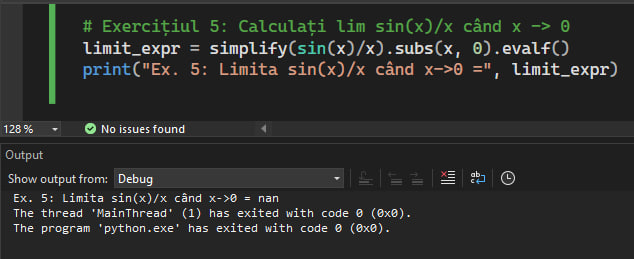 # Exercițiul 5: Calculați lim sin(x)/x când x -> 0
limit_expr = simplify(sin(x)/x).subs(x, 0).evalf()
print("Ex. 5: Limita sin(x)/x când x->0 =", limit_expr)
128 % No issues found
Output
Show output from: Debug
Ex. 5: Limita sin(x)/x când x->0 = nan
The thread 'MainThread' (1) has exited with code 0 (0x0).
The program 'python.exe' has exited with code 0 (0x0).